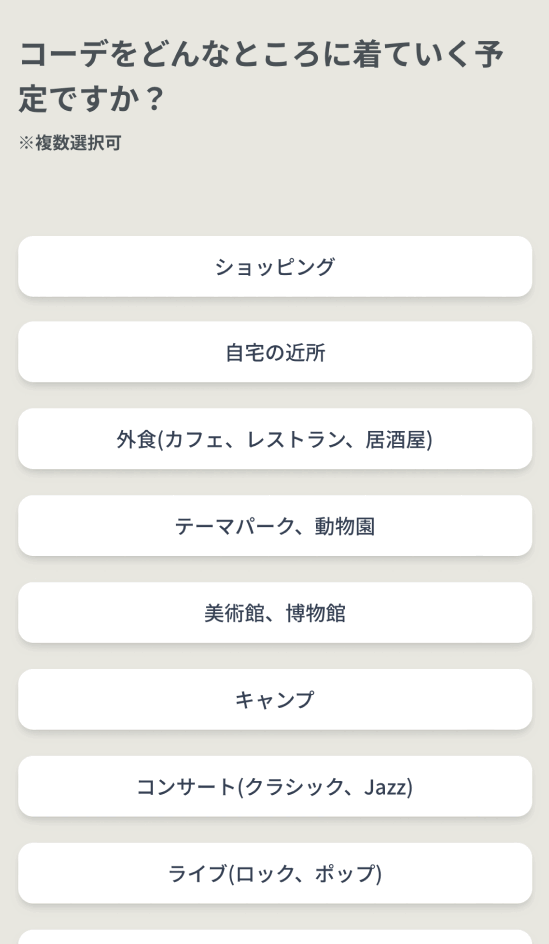 コーデをどんなところに着ていく予
定ですか？
※複数選択可
ショッピング
自宅の近所
外食(カフェ、レストラン、居酒屋)
テーマパーク、動物園
美術館、博物館
キャンプ
コンサート(クラシック、Jazz)
ライブ(ロック、ポップ)